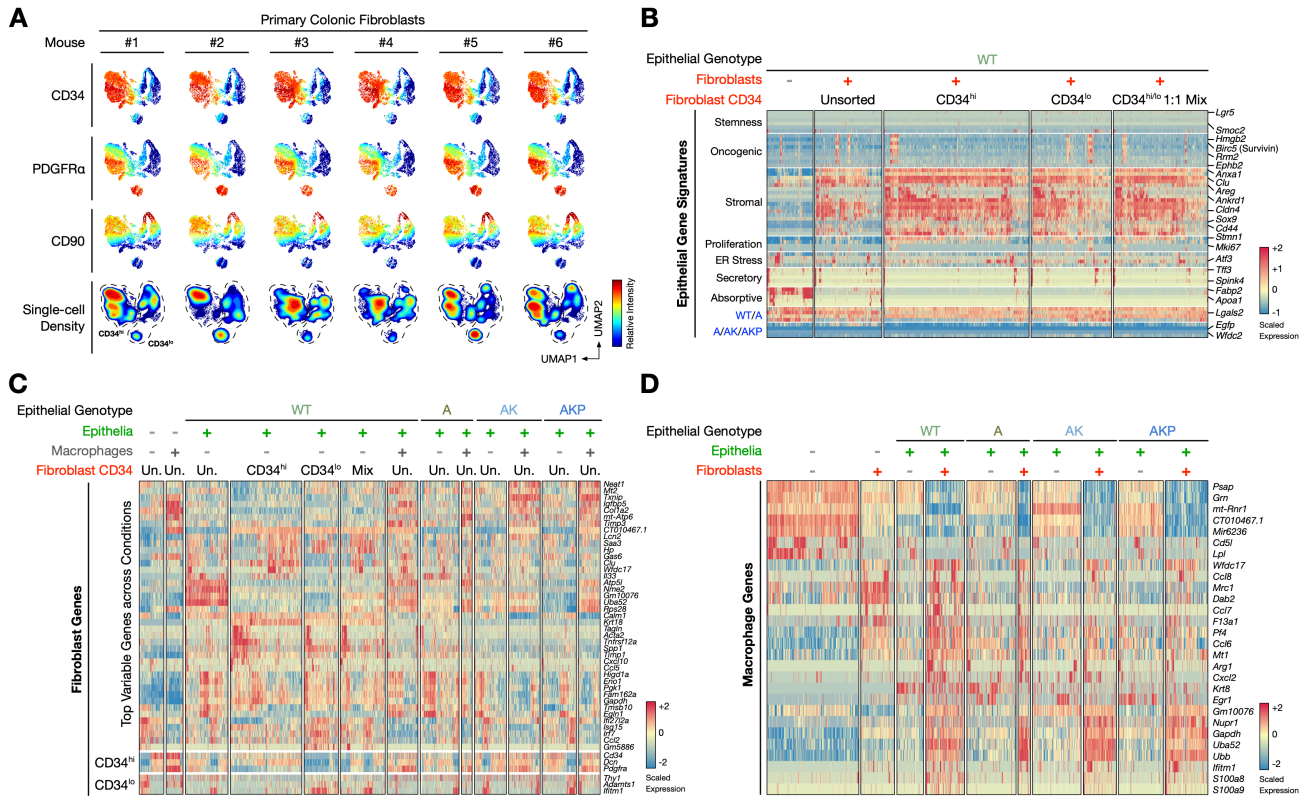 A
Primary Colonic Fibroblasts
Mouse #1 #2 #3 #4 #5 #6
CD34
PDGFRα
CD90
Single-cell
Density
CD34hi
CD34lo
UMAP1
UMAP2
Relative Intensity
B
Epithelial Genotype WT
Fibroblasts - + + + +
Fibroblast CD34 Unsorted CD34hi CD34lo CD34hi/lo 1:1 Mix
Epithelial Gene Signatures
Stemness
Oncogenic
Stromal
Proliferation
ER Stress
Secretory
Absorptive
WT/A
A/AK/AKP
Lgr5
Smoc2
Hmgb2
Birc5 (Survivin)
Rrm2
Ephb2
Anxa1
Clu
Areg
Ankrd1
Cldn4
Sox9
Cd44
Stmn1
Mki67
Atf3
Tff3
Spink4
Fabp2
Apoa1
Lgals2
Egfp
Wfdc2
+2
+1
0
-1
Scaled
Expression
C
Epithelial Genotype WT A AK AKP
Epithelia - - + + + + + + + + + + +
Macrophages - + - - - - + - + - + - +
Fibroblast CD34 Un. Un. Un. CD34hi CD34lo Mix Un. Un. Un. Un. Un. Un. Un.
Fibroblast Genes
Top Variable Genes across Conditions
CD34hi
CD34lo
Neat1
Mt2
Txnip
Igfbp5
Col1a2
mt-Atp6
Timp3
CT010467.1
Lcn2
Saa3
Hp
Gas6
Clu
Wfdc17
Il33
Atp5l
Nme2
Gm10076
Uba52
Rps28
Calm1
Krt18
Tagln
Acta2
Tnfrsf12a
Spp1
Timp1
Cxcl10
Ccl5
Higd1a
Eno1
Pgk1
Fam162a
Gapdh
Tmsb10
Egln1
Ifi27l2a
Isg15
Irf7
Ccl2
Gm5886
Cd34
Dcn
Pdgfra
Thy1
Adamts1
Ifitm1
+2
0
-2
Scaled
Expression
D
Epithelial Genotype WT A AK AKP
Epithelia - - + + + + + + + +
Fibroblasts - + - + - + - + - +
Macrophage Genes
Psap
Grn
mt-Rnr1
CT010467.1
Mir6236
Cd5l
Lpl
Wfdc17
Ccl8
Mrc1
Dab2
Ccl7
F13a1
Pf4
Ccl6
Mt1
Arg1
Cxcl2
Krt8
Egr1
Gm10076
Nupr1
Gapdh
Uba52
Ubb
Ifitm1
S100a8
S100a9
+2
0
-2
Scaled
Expression